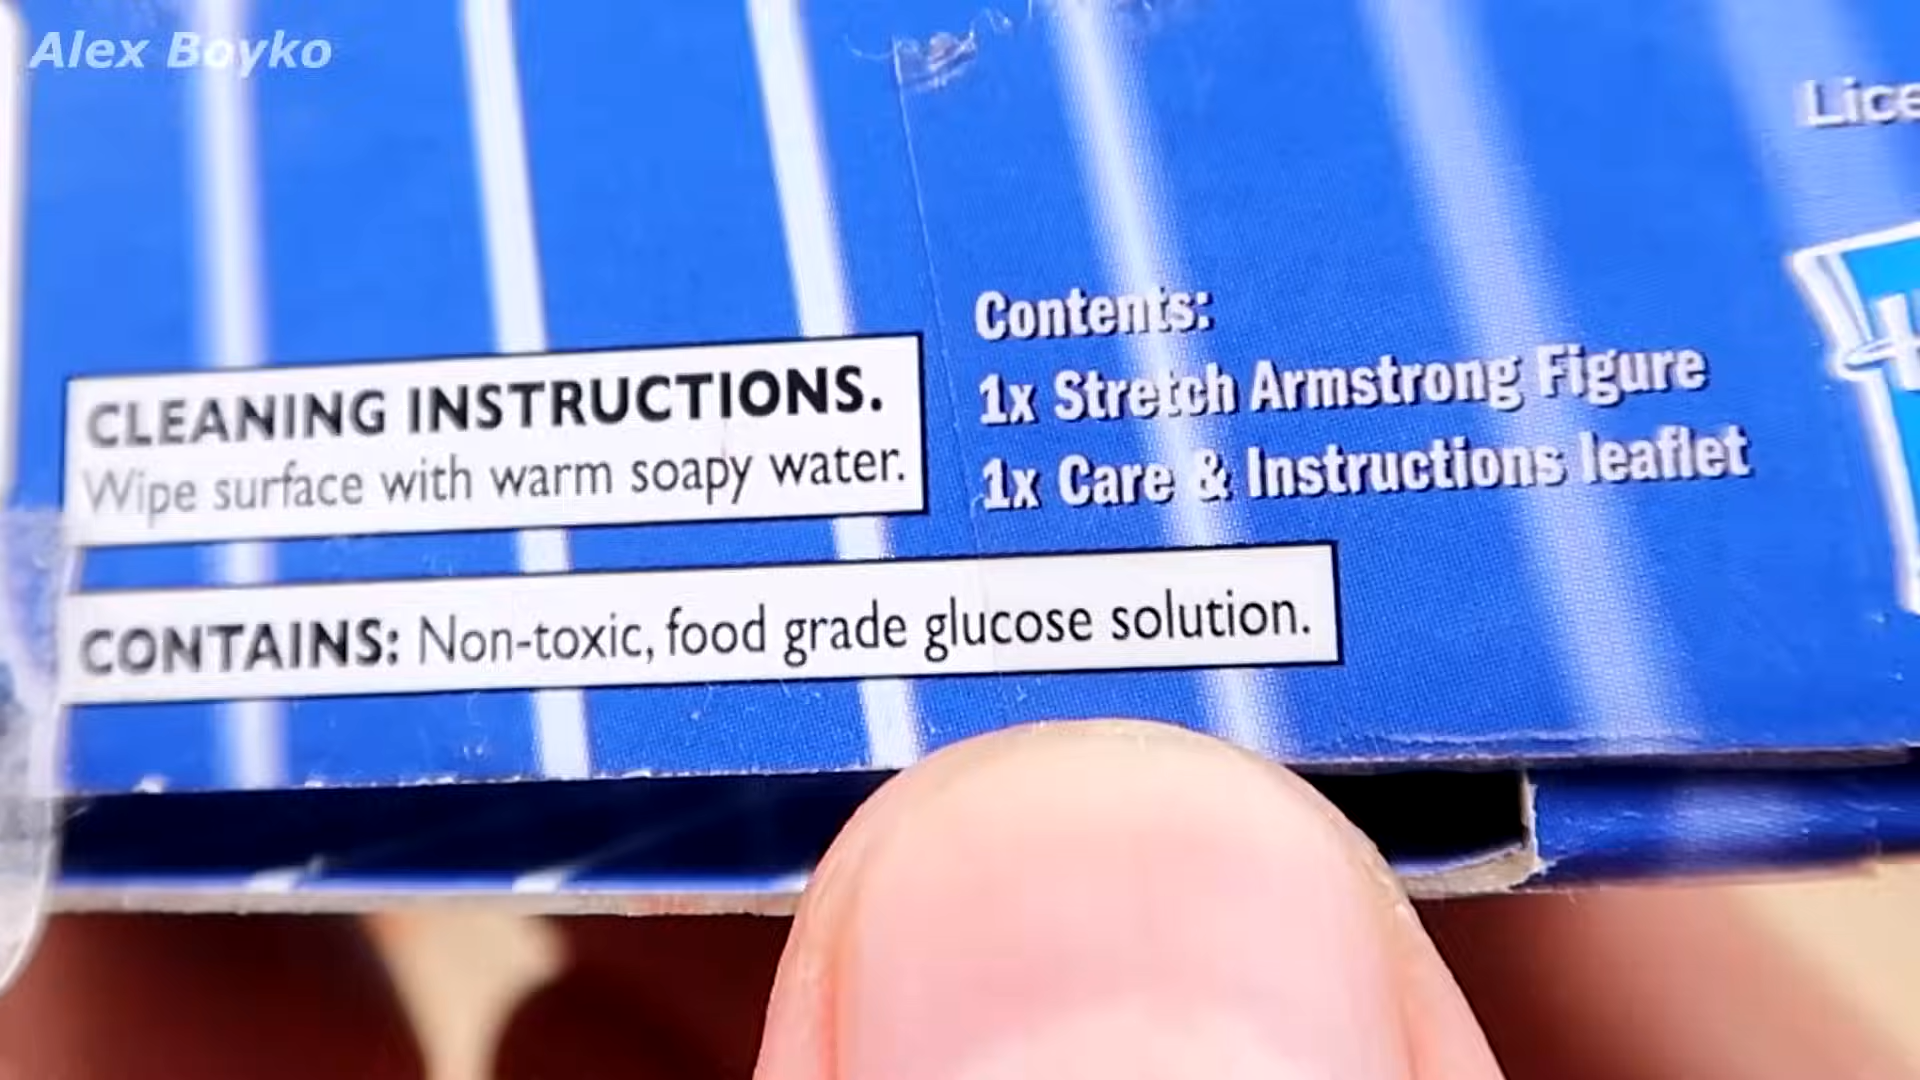 Alex Boyko
Lice
CLEANING INSTRUCTIONS.
Wipe surface with warm soapy water.
Contents:
1x Stretch Armstrong Figure
1x Care & Instructions leaflet
CONTAINS: Non-toxic, food grade glucose solution.